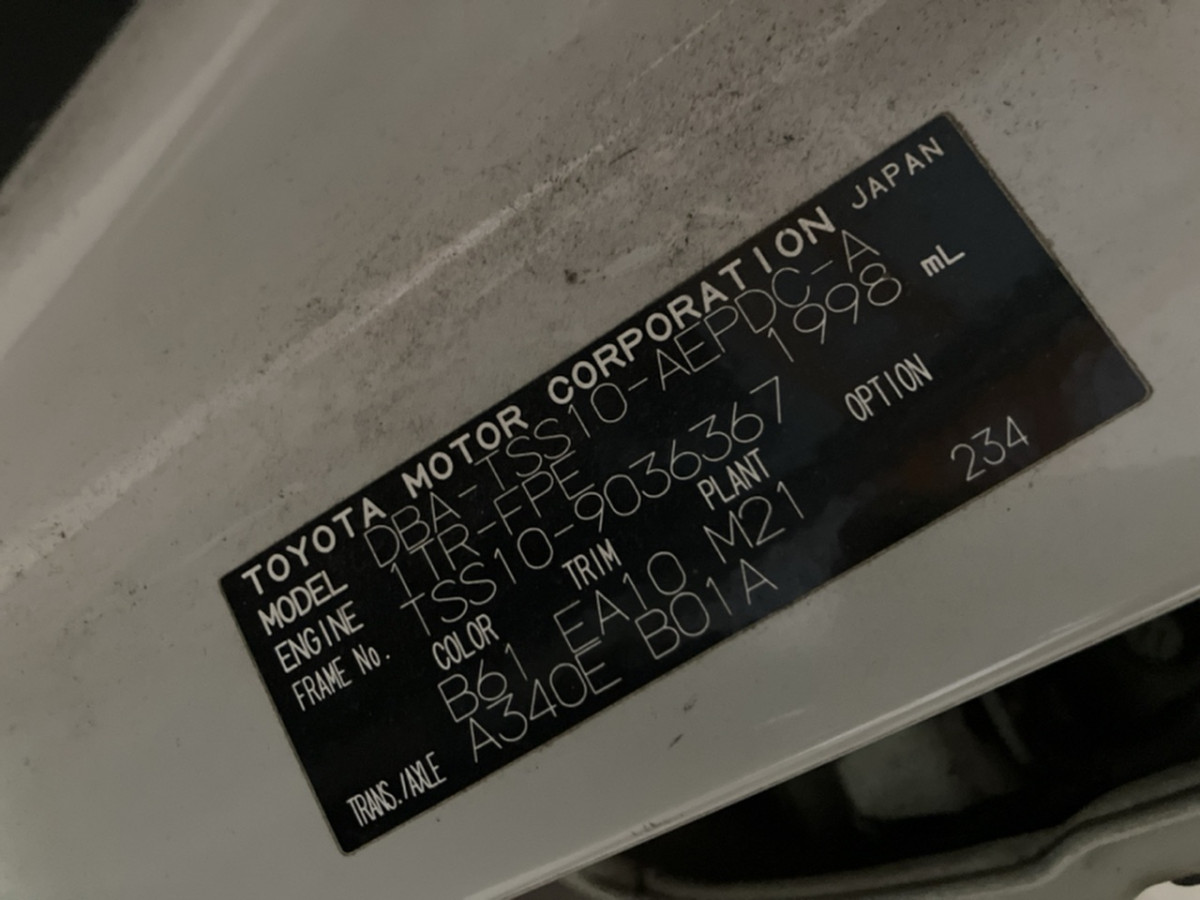 TOYOTA MOTOR CORPORATION JAPAN
MODEL DBA-TSS10-AEPDC-A
ENGINE 1TR-FPE 1998 mL
FRAME No. TSS10-9036367
COLOR TRIM PLANT OPTION
B61 EA10 M21 234
TRANS./AXLE A340E B01A